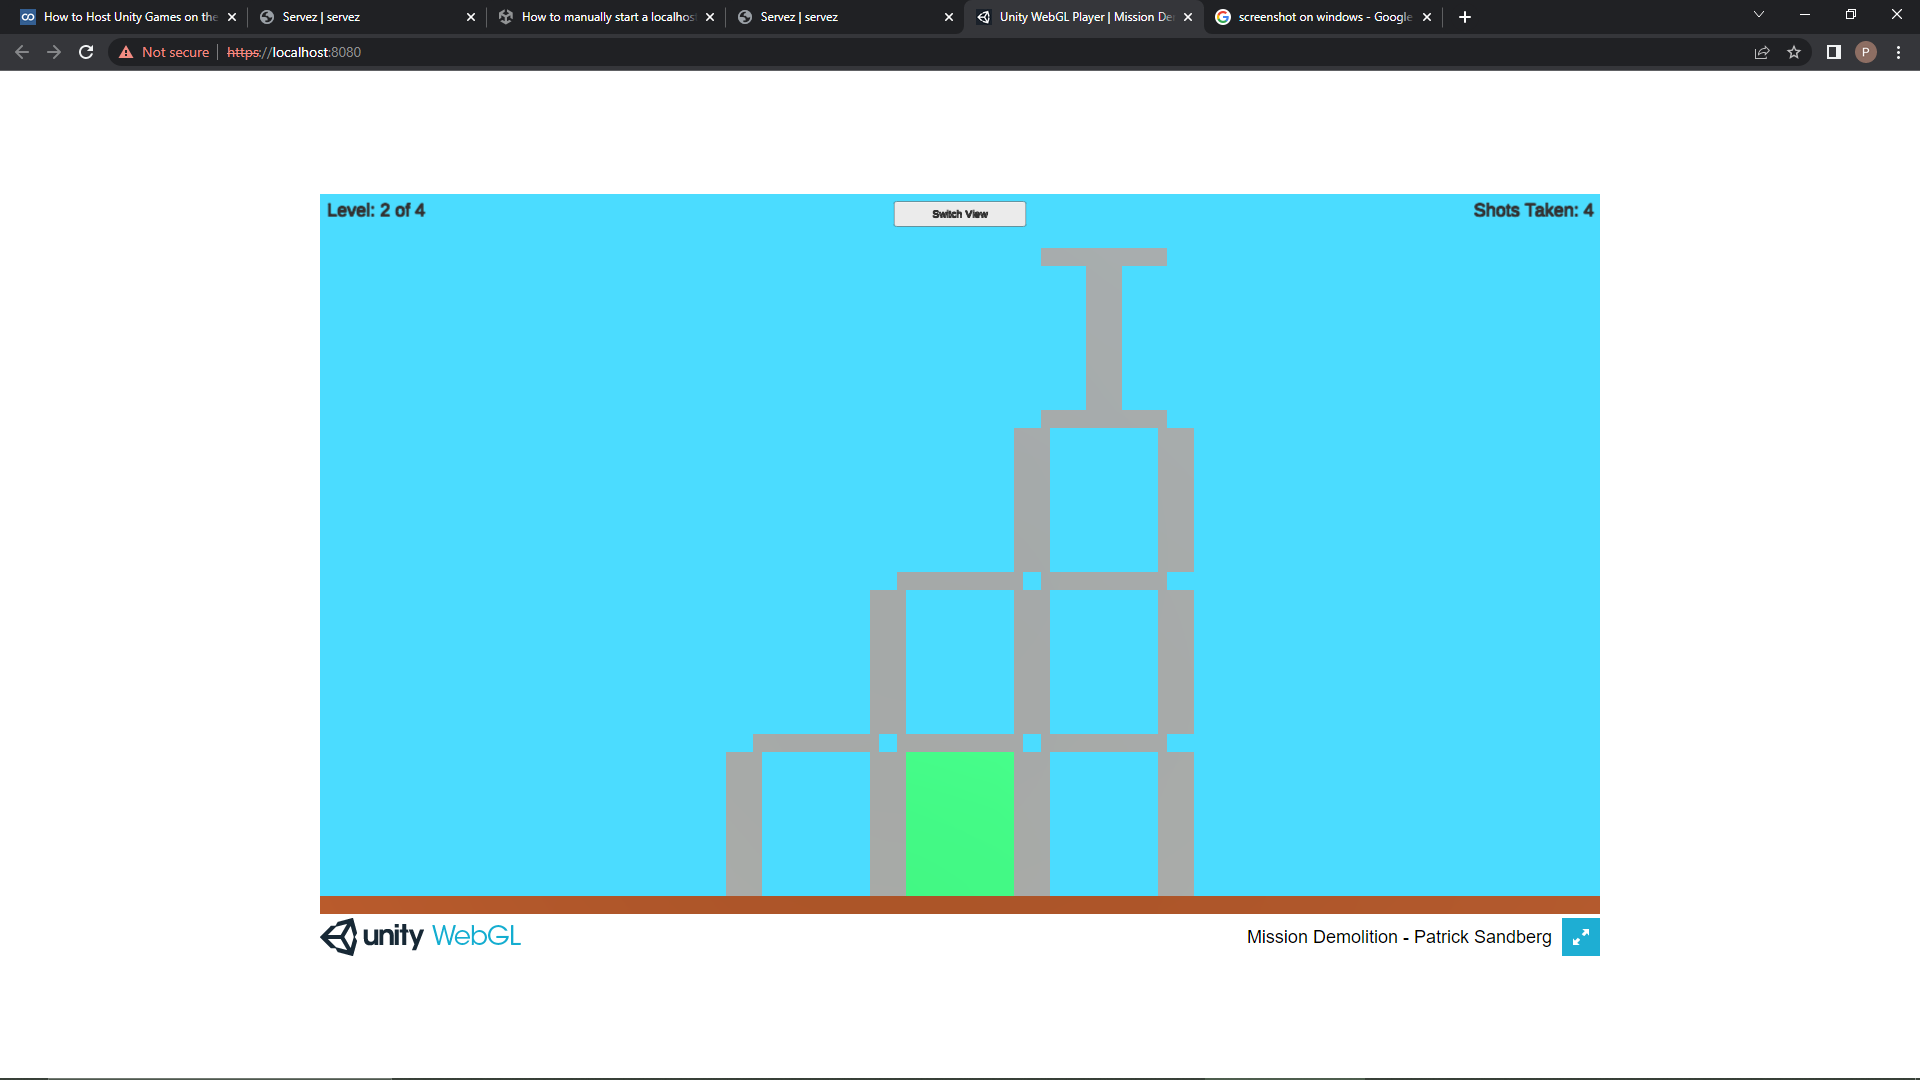 How to Host Unity Games on the
Servez | servez
How to manually start a localhos
Servez | servez
Unity WebGL Player | Mission De
screenshot on windows - Google
Not secure
https://localhost:8080
P
Level: 2 of 4
Switch View
Shots Taken: 4
unity WebGL
Mission Demolition - Patrick Sandberg